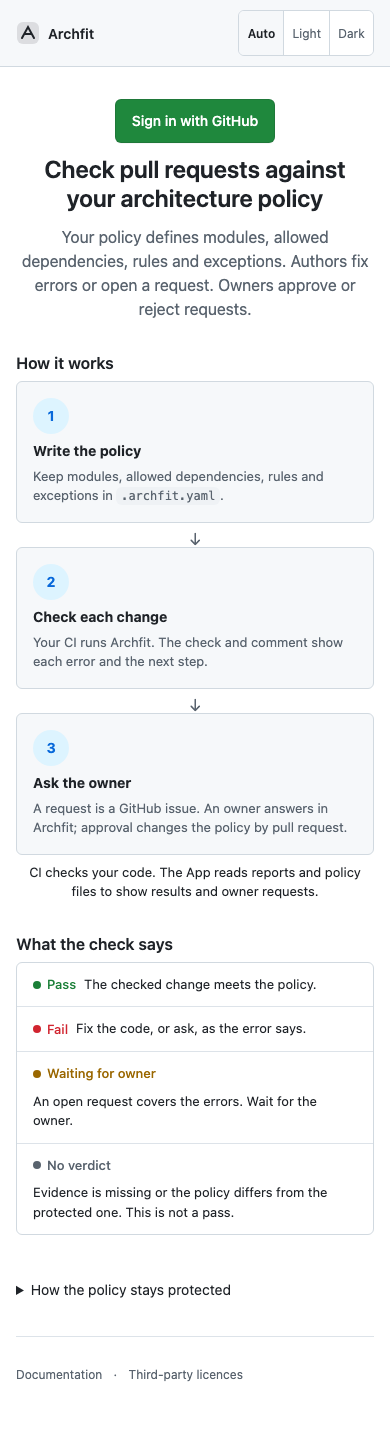 Archfit
Auto Light Dark
Sign in with GitHub
Check pull requests against
your architecture policy
Your policy defines modules, allowed
dependencies, rules and exceptions. Authors fix
errors or open a request. Owners approve or
reject requests.
How it works
1
Write the policy
Keep modules, allowed dependencies, rules and
exceptions in .archfit.yaml.
↓
2
Check each change
Your CI runs Archfit. The check and comment show
each error and the next step.
↓
3
Ask the owner
A request is a GitHub issue. An owner answers in
Archfit; approval changes the policy by pull request.
CI checks your code. The App reads reports and policy
files to show results and owner requests.
What the check says
Pass The checked change meets the policy.
Fail Fix the code, or ask, as the error says.
Waiting for owner
An open request covers the errors. Wait for the
owner.
No verdict
Evidence is missing or the policy differs from the
protected one. This is not a pass.
How the policy stays protected
Documentation · Third-party licences